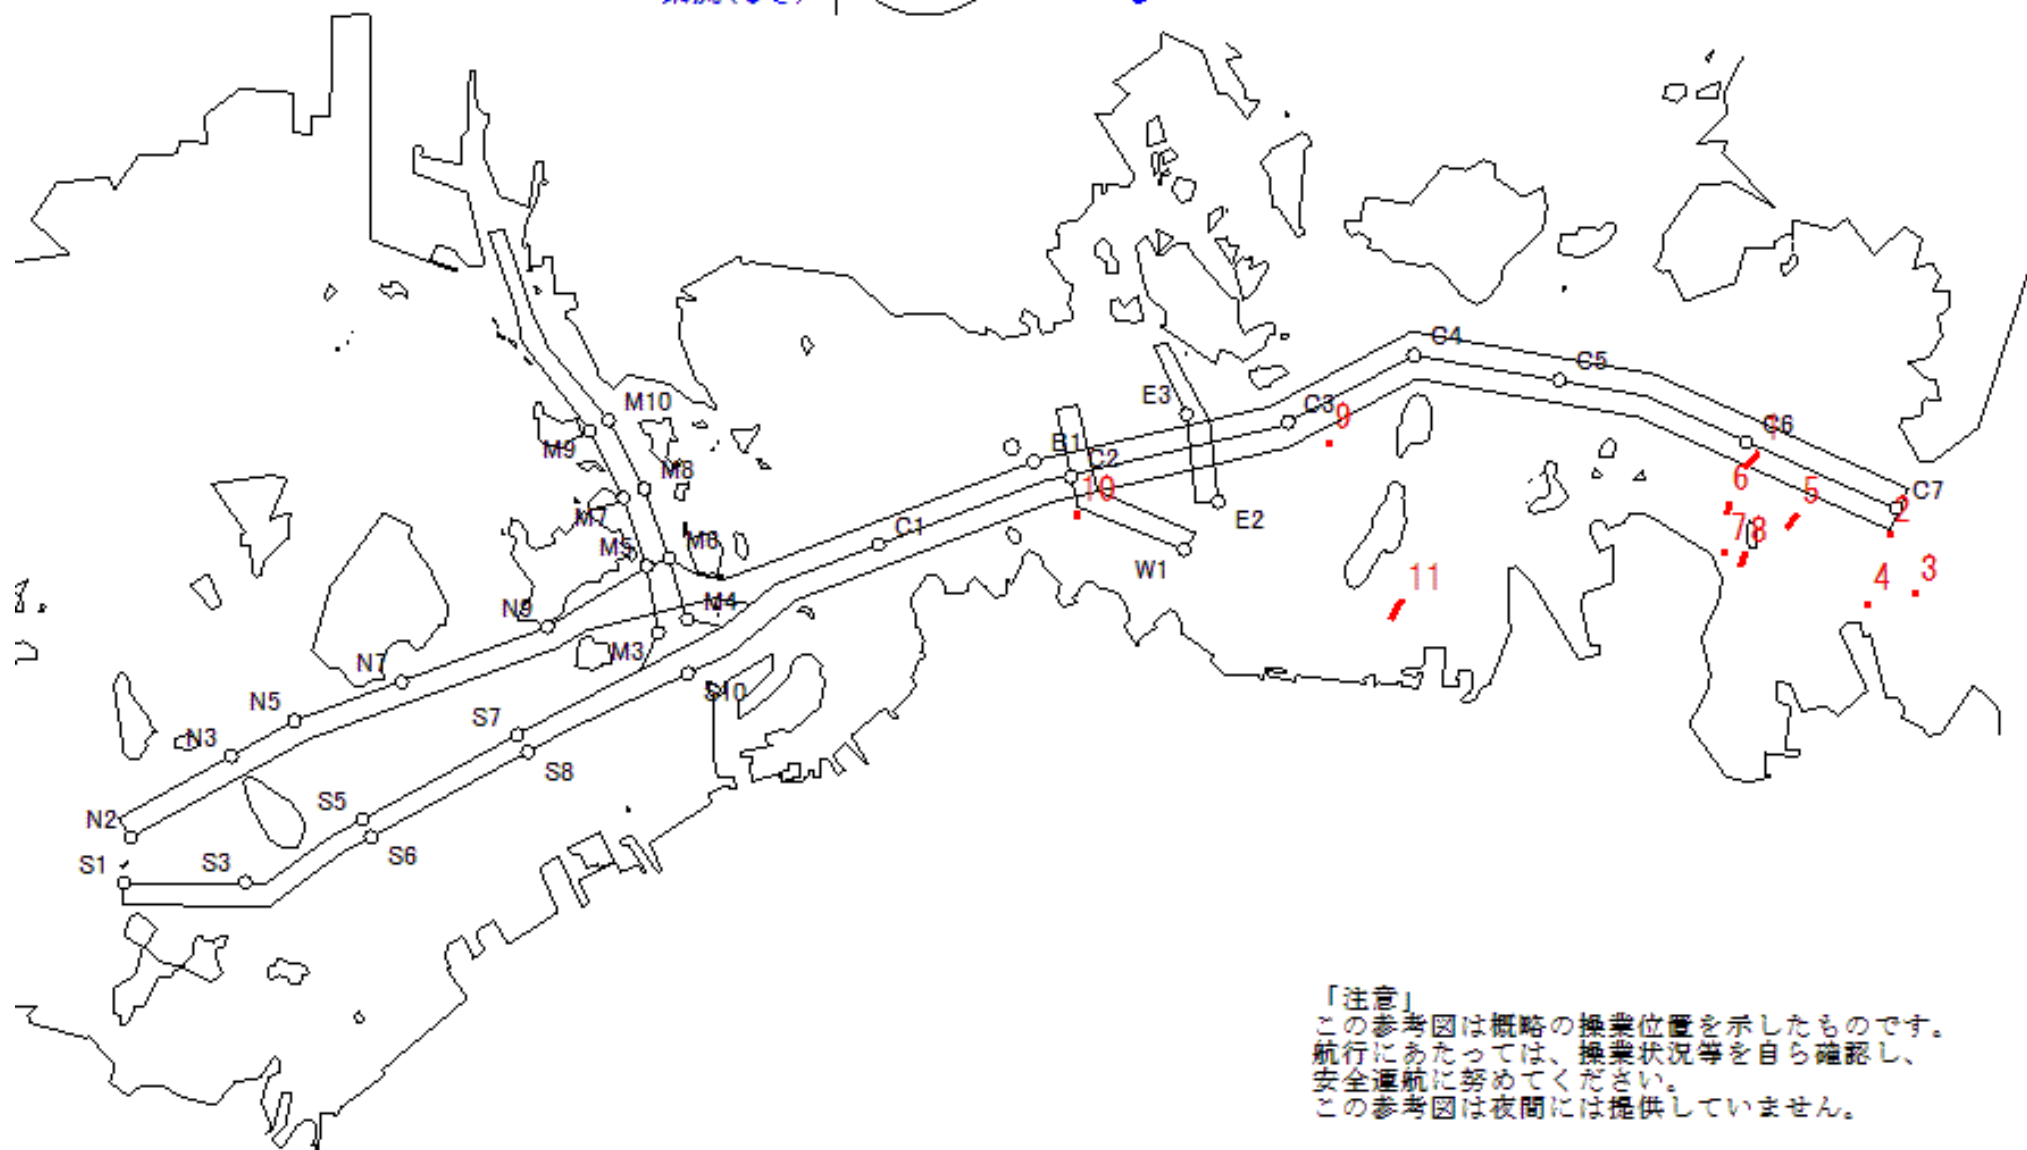 C4
C5
E3
C3
9
C6
1
M10
M9
M8
B1
C2
10
6
5
C7
2
E2
7
8
M7
M5
M6
C1
W1
11
4
3
N9
M4
M3
N7
S10
N5
N3
S7
S8
S5
N2
S6
S1
S3
「注意」
この参考図は概略の操業位置を示したものです。
航行にあたっては、操業状況等を自ら確認し、
安全運航に努めてください。
この参考図は夜間には提供していません。